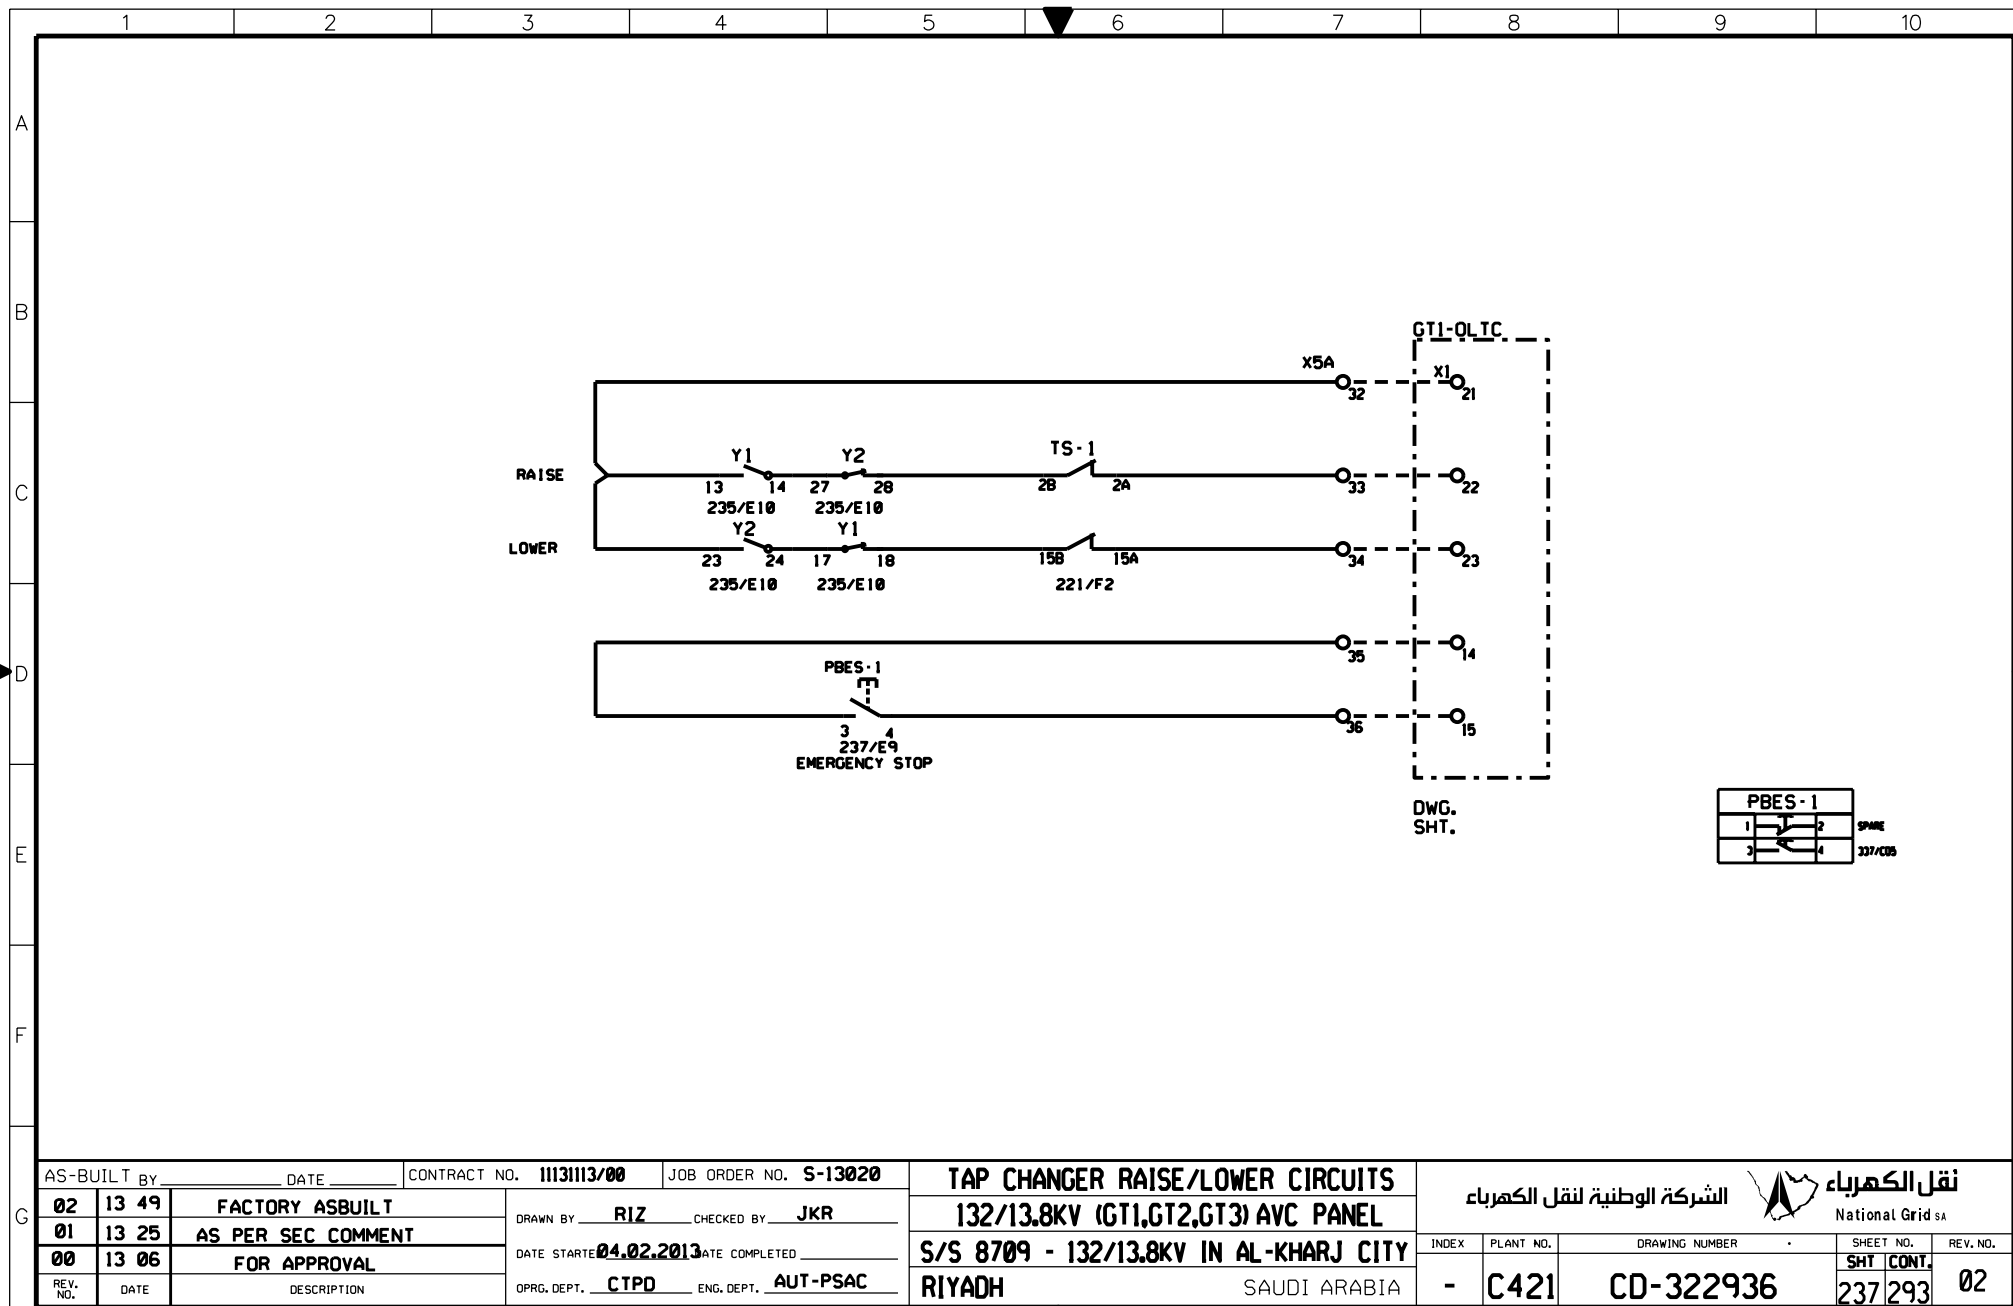 1 2 3 4 5 6 7 8 9 10
A
B
C
D
E
F
G
GT1-OLTC
X5A
X1
32
21
RAISE
Y1
Y2
TS-1
13 14 27 28 2B 2A
33
22
235/E10 235/E10
LOWER
Y2
Y1
23 24 17 18 15B 15A
34
23
235/E10 235/E10 221/F2
35
14
PBES-1
3 4
36
15
237/E9
EMERGENCY STOP
DWG.
SHT.
PBES-1
1 2 SPARE
3 4 337/C05
AS-BUILT BY DATE
CONTRACT NO. 11131113/00
JOB ORDER NO. S-13020
02 13 49 FACTORY ASBUILT
01 13 25 AS PER SEC COMMENT
00 13 06 FOR APPROVAL
REV. NO. DATE DESCRIPTION
DRAWN BY RIZ CHECKED BY JKR
DATE STARTED 04.02.2013 DATE COMPLETED
OPRG. DEPT. CTPD ENG. DEPT. AUT-PSAC
TAP CHANGER RAISE/LOWER CIRCUITS
132/13.8KV (GT1,GT2,GT3) AVC PANEL
S/S 8709 - 132/13.8KV IN AL-KHARJ CITY
RIYADH SAUDI ARABIA
الشركة الوطنية لنقل الكهرباء
نقل الكهرباء
National Grid SA
INDEX PLANT NO. DRAWING NUMBER SHEET NO. REV. NO.
SHT CONT.
- C421 CD-322936 237 293 02